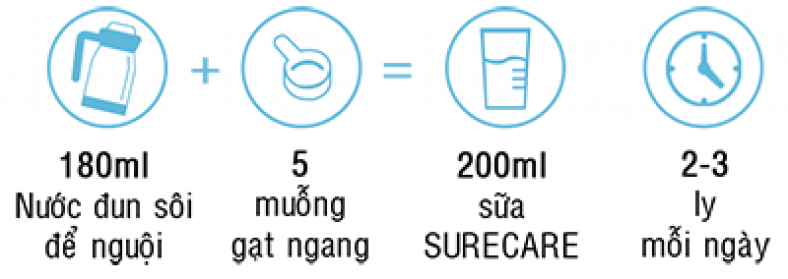 180ml
Nước đun sôi
để nguội
+
5
muỗng
gạt ngang
=
200ml
sữa
SURECARE
2-3
ly
mỗi ngày